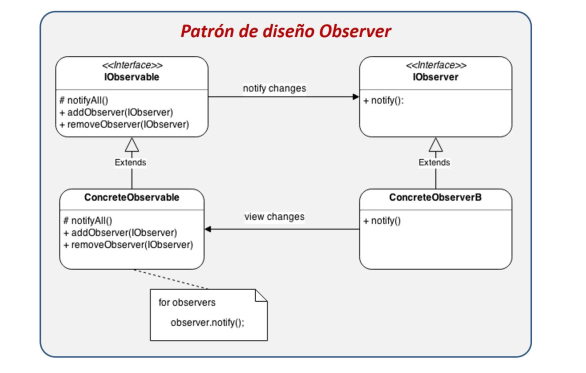 Patrón de diseño Observer
<<Interface>>
IObservable
# notifyAll()
+ addObserver(IObserver)
+ removeObserver(IObserver)
notify changes
<<Interface>>
IObserver
+ notify():
Extends
Extends
ConcreteObservable
# notifyAll()
+ addObserver(IObserver)
+ removeObserver(IObserver)
view changes
ConcreteObserverB
+ notify()
for observers
observer.notify();